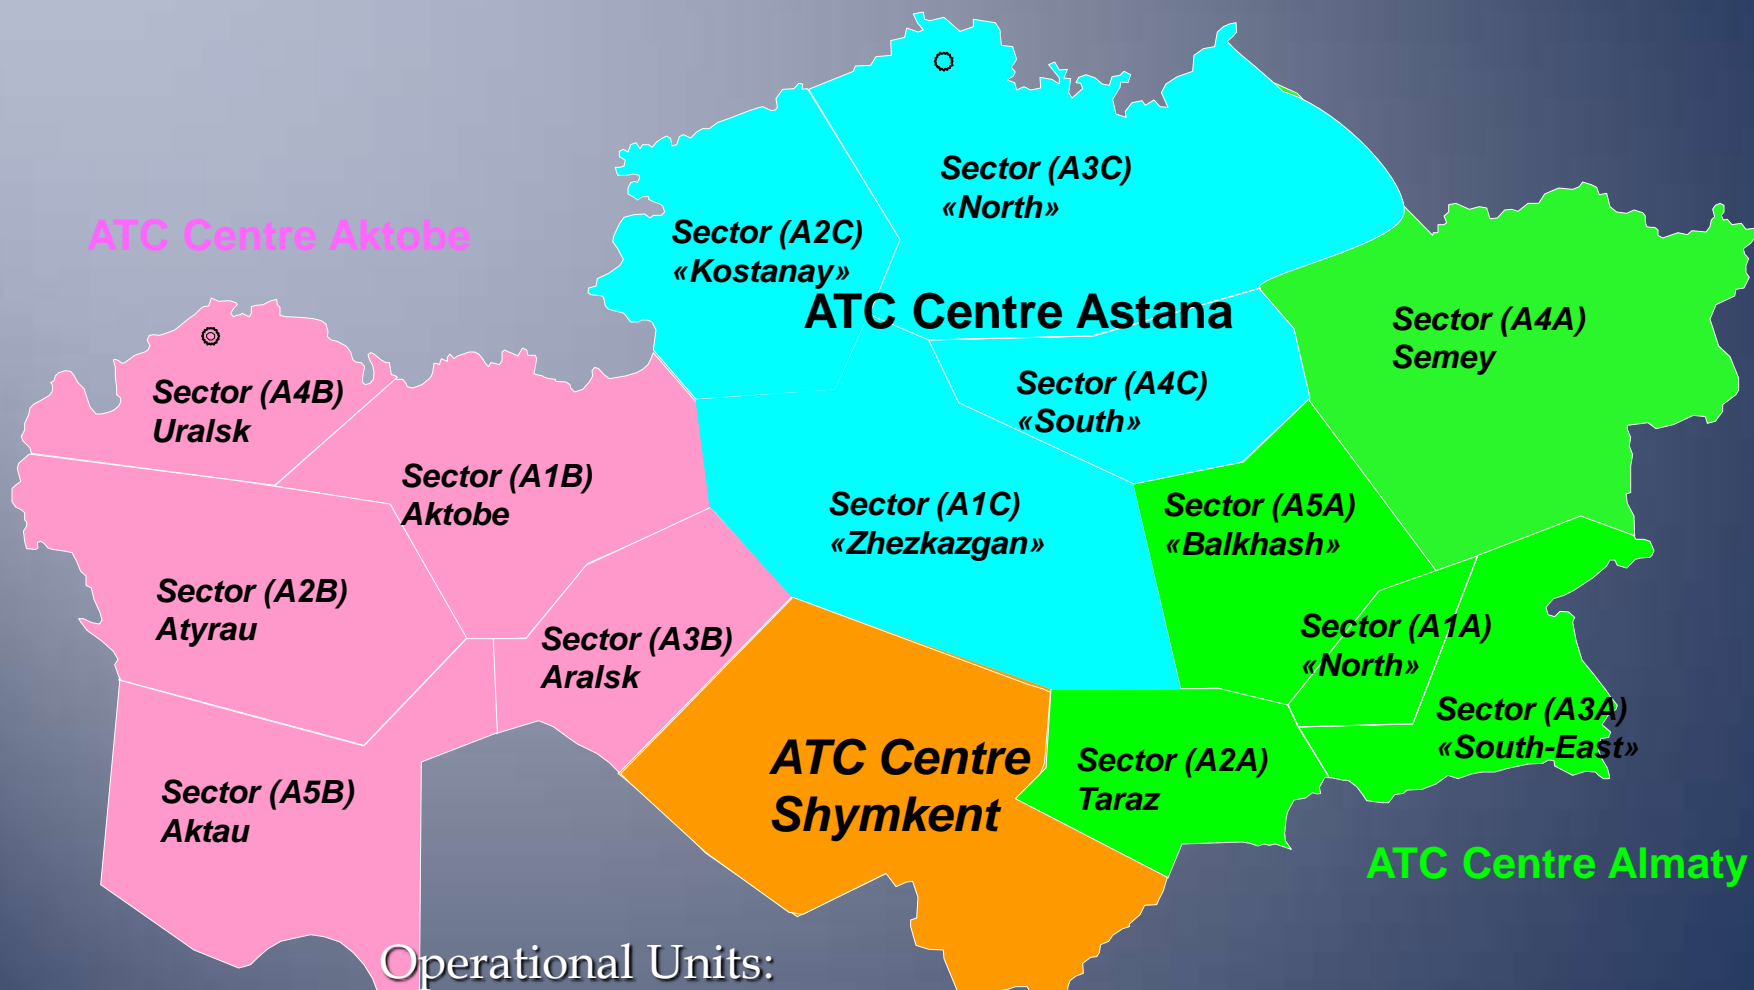 Sector (A3C)
«North»
ATC Centre Aktobe
Sector (A2C)
«Kostanay»
ATC Centre Astana
Sector (A4A)
Semey
Sector (A4B)
Uralsk
Sector (A4C)
«South»
Sector (A1B)
Aktobe
Sector (A1C)
«Zhezkazgan»
Sector (A5A)
«Balkhash»
Sector (A2B)
Atyrau
Sector (A3B)
Aralsk
Sector (A1A)
«North»
Sector (A3A)
«South-East»
ATC Centre
Shymkent
Sector (A2A)
Taraz
Sector (A5B)
Aktau
ATC Centre Almaty
Operational Units: